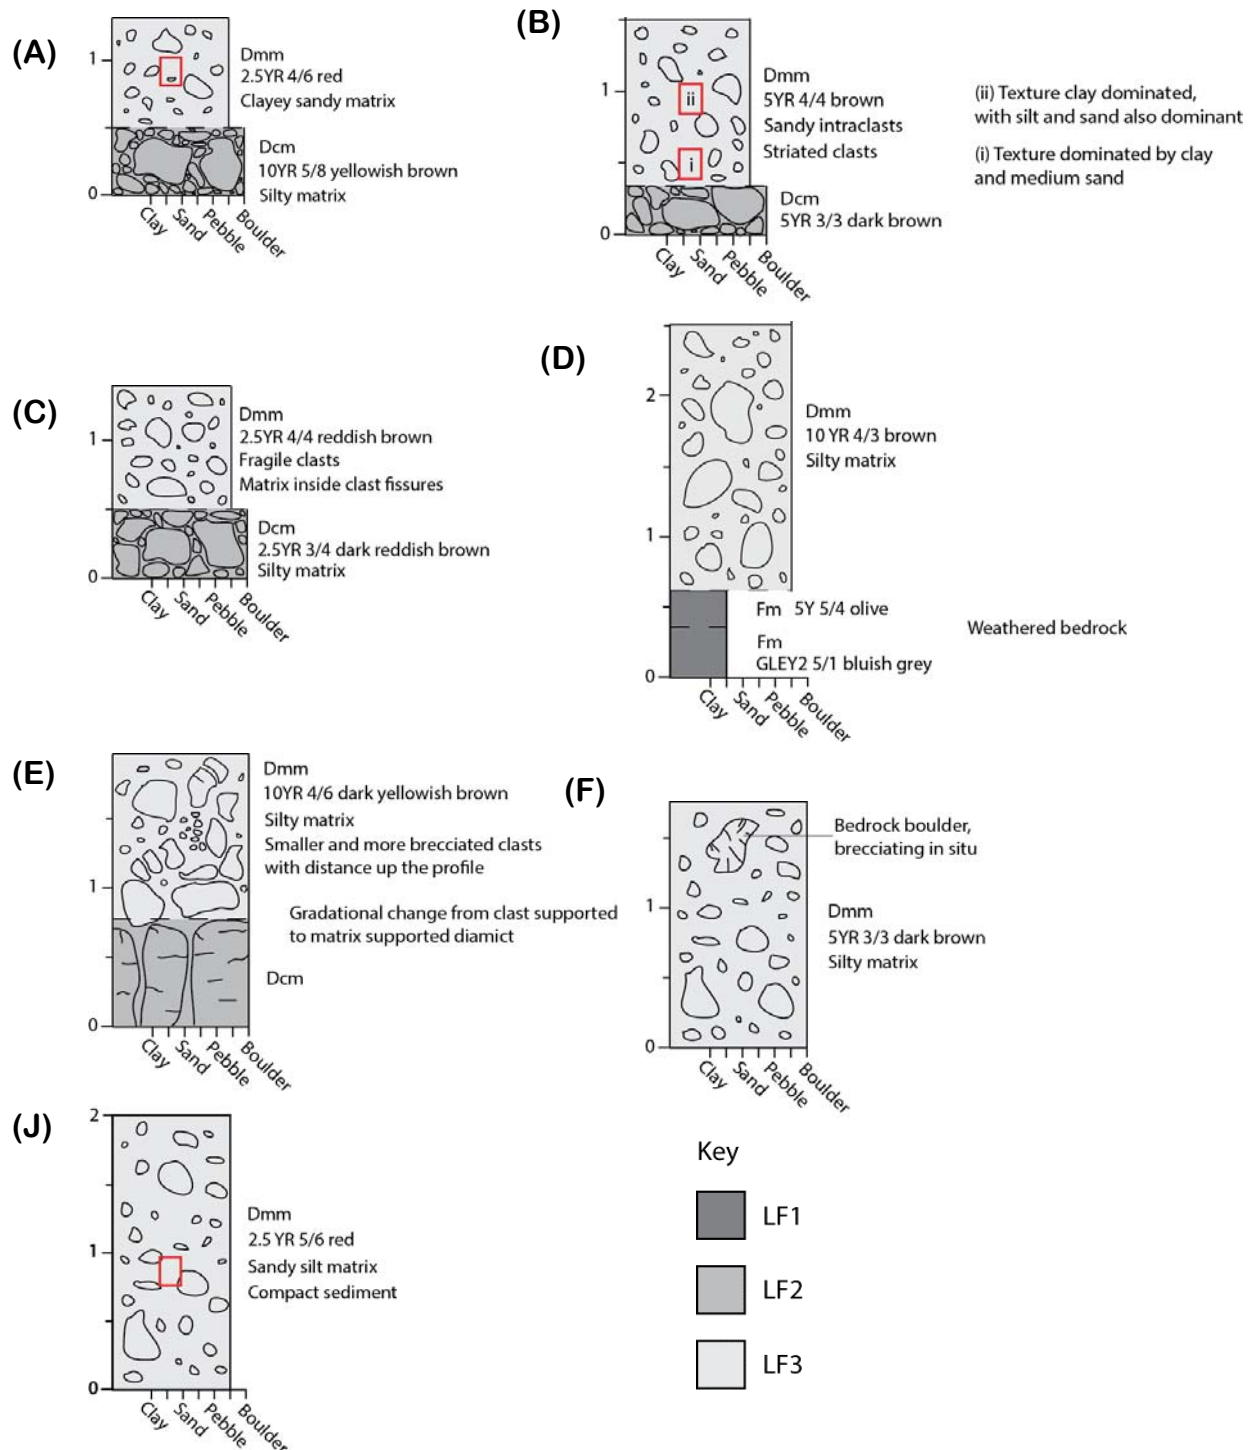 (A)
1
0
Dmm
2.5YR 4/6 red
Clayey sandy matrix
Dcm
10YR 5/8 yellowish brown
Silty matrix
Clay
Sand
Pebble
Boulder
(B)
1
0
ii
i
Dmm
5YR 4/4 brown
Sandy intraclasts
Striated clasts
Dcm
5YR 3/3 dark brown
(ii) Texture clay dominated,
with silt and sand also dominant
(i) Texture dominated by clay
and medium sand
Clay
Sand
Pebble
Boulder
(C)
1
0
Dmm
2.5YR 4/4 reddish brown
Fragile clasts
Matrix inside clast fissures
Dcm
2.5YR 3/4 dark reddish brown
Silty matrix
Clay
Sand
Pebble
Boulder
(D)
2
1
0
Dmm
10 YR 4/3 brown
Silty matrix
Fm 5Y 5/4 olive
Fm
GLEY2 5/1 bluish grey
Weathered bedrock
Clay
Sand
Pebble
Boulder
(E)
1
0
Dmm
10YR 4/6 dark yellowish brown
Silty matrix
Smaller and more brecciated clasts
with distance up the profile
Gradational change from clast supported
to matrix supported diamict
Dcm
Clay
Sand
Pebble
Boulder
(F)
1
0
Bedrock boulder,
brecciating in situ
Dmm
5YR 3/3 dark brown
Silty matrix
Clay
Sand
Pebble
Boulder
(J)
2
1
0
Dmm
2.5 YR 5/6 red
Sandy silt matrix
Compact sediment
Clay
Sand
Pebble
Boulder
Key
LF1
LF2
LF3